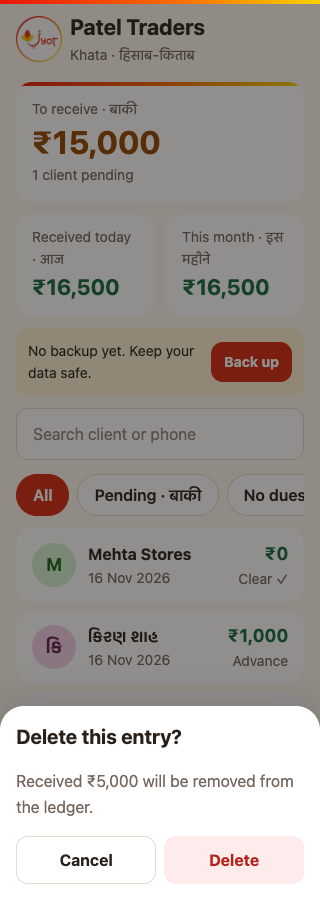 Jyot
Patel Traders
Khata · हिसाब-किताब
To receive · बाकी
₹15,000
1 client pending
Received today · आज
₹16,500
This month · इस महीने
₹16,500
No backup yet. Keep your data safe.
Back up
Search client or phone
All
Pending · बाकी
No dues
M
Mehta Stores
16 Nov 2026
₹0
Clear ✓
કિ
કિરણ શાહ
16 Nov 2026
₹1,000
Advance
Delete this entry?
Received ₹5,000 will be removed from
the ledger.
Cancel
Delete